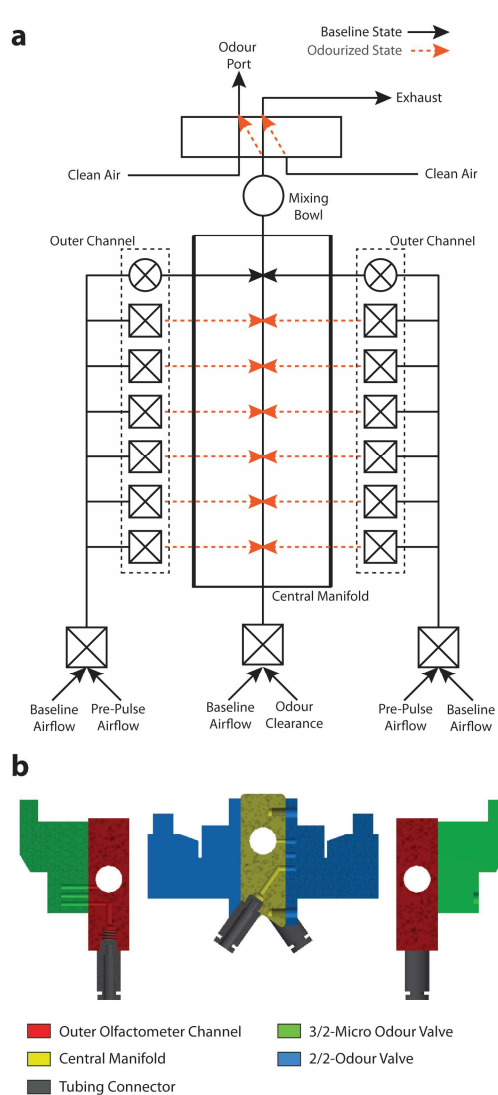 a
Baseline State
Odourized State
Odour
Port
Exhaust
Clean Air
Clean Air
Mixing
Bowl
Outer Channel
Outer Channel
Central Manifold
Baseline
Airflow
Pre-Pulse
Airflow
Baseline
Airflow
Odour
Clearance
Pre-Pulse
Airflow
Baseline
Airflow
b
Outer Olfactometer Channel
3/2-Micro Odour Valve
Central Manifold
2/2-Odour Valve
Tubing Connector